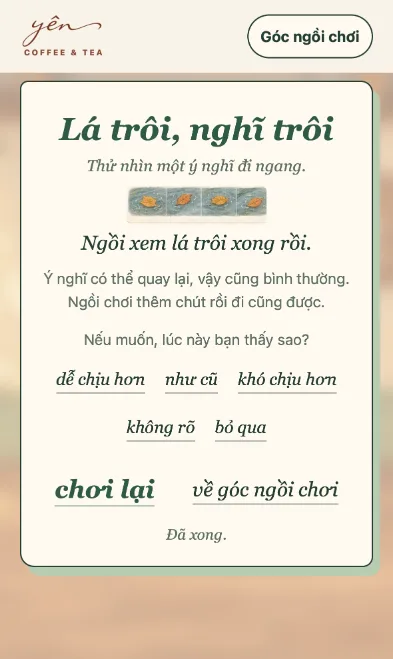 yên
COFFEE & TEA
Góc ngồi chơi
Lá trôi, nghĩ trôi
Thử nhìn một ý nghĩ đi ngang.
Ngồi xem lá trôi xong rồi.
Ý nghĩ có thể quay lại, vậy cũng bình thường.
Ngồi chơi thêm chút rồi đi cũng được.
Nếu muốn, lúc này bạn thấy sao?
dễ chịu hơn như cũ khó chịu hơn
không rõ bỏ qua
chơi lại về góc ngồi chơi
Đã xong.